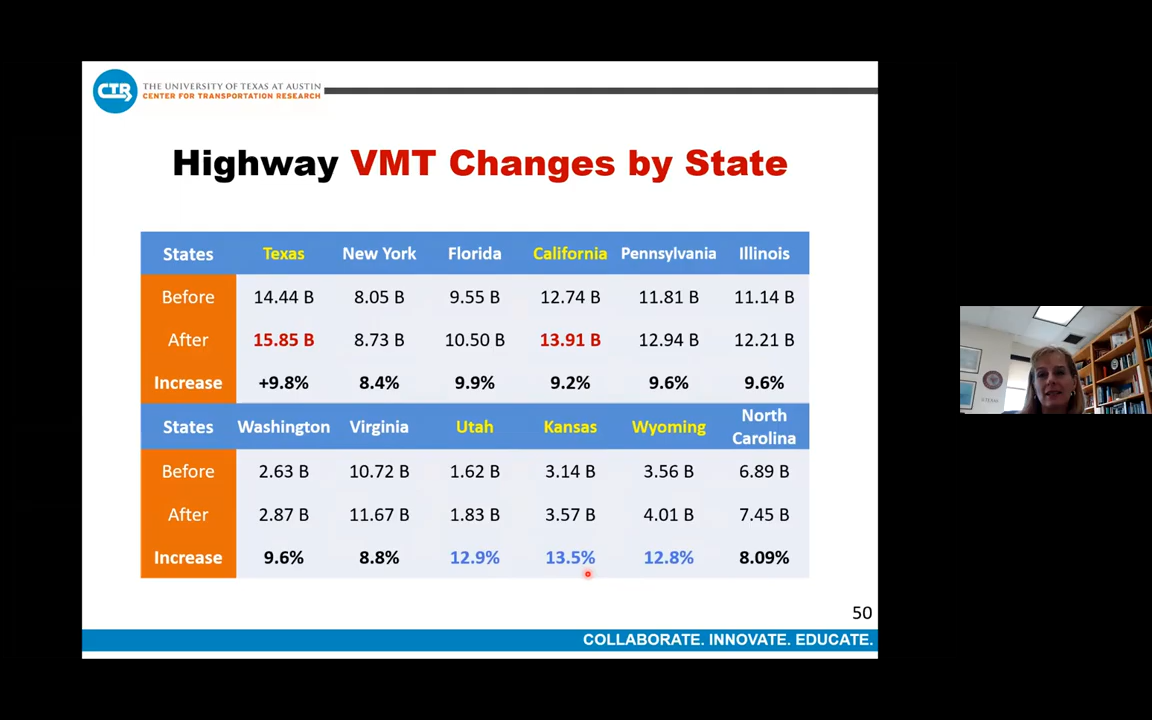 CTR
THE UNIVERSITY OF TEXAS AT AUSTIN
CENTER FOR TRANSPORTATION RESEARCH
Highway VMT Changes by State
States Texas New York Florida California Pennsylvania Illinois
Before 14.44 B 8.05 B 9.55 B 12.74 B 11.81 B 11.14 B
After 15.85 B 8.73 B 10.50 B 13.91 B 12.94 B 12.21 B
Increase +9.8% 8.4% 9.9% 9.2% 9.6% 9.6%
States Washington Virginia Utah Kansas Wyoming North Carolina
Before 2.63 B 10.72 B 1.62 B 3.14 B 3.56 B 6.89 B
After 2.87 B 11.67 B 1.83 B 3.57 B 4.01 B 7.45 B
Increase 9.6% 8.8% 12.9% 13.5% 12.8% 8.09%
50
COLLABORATE. INNOVATE. EDUCATE.